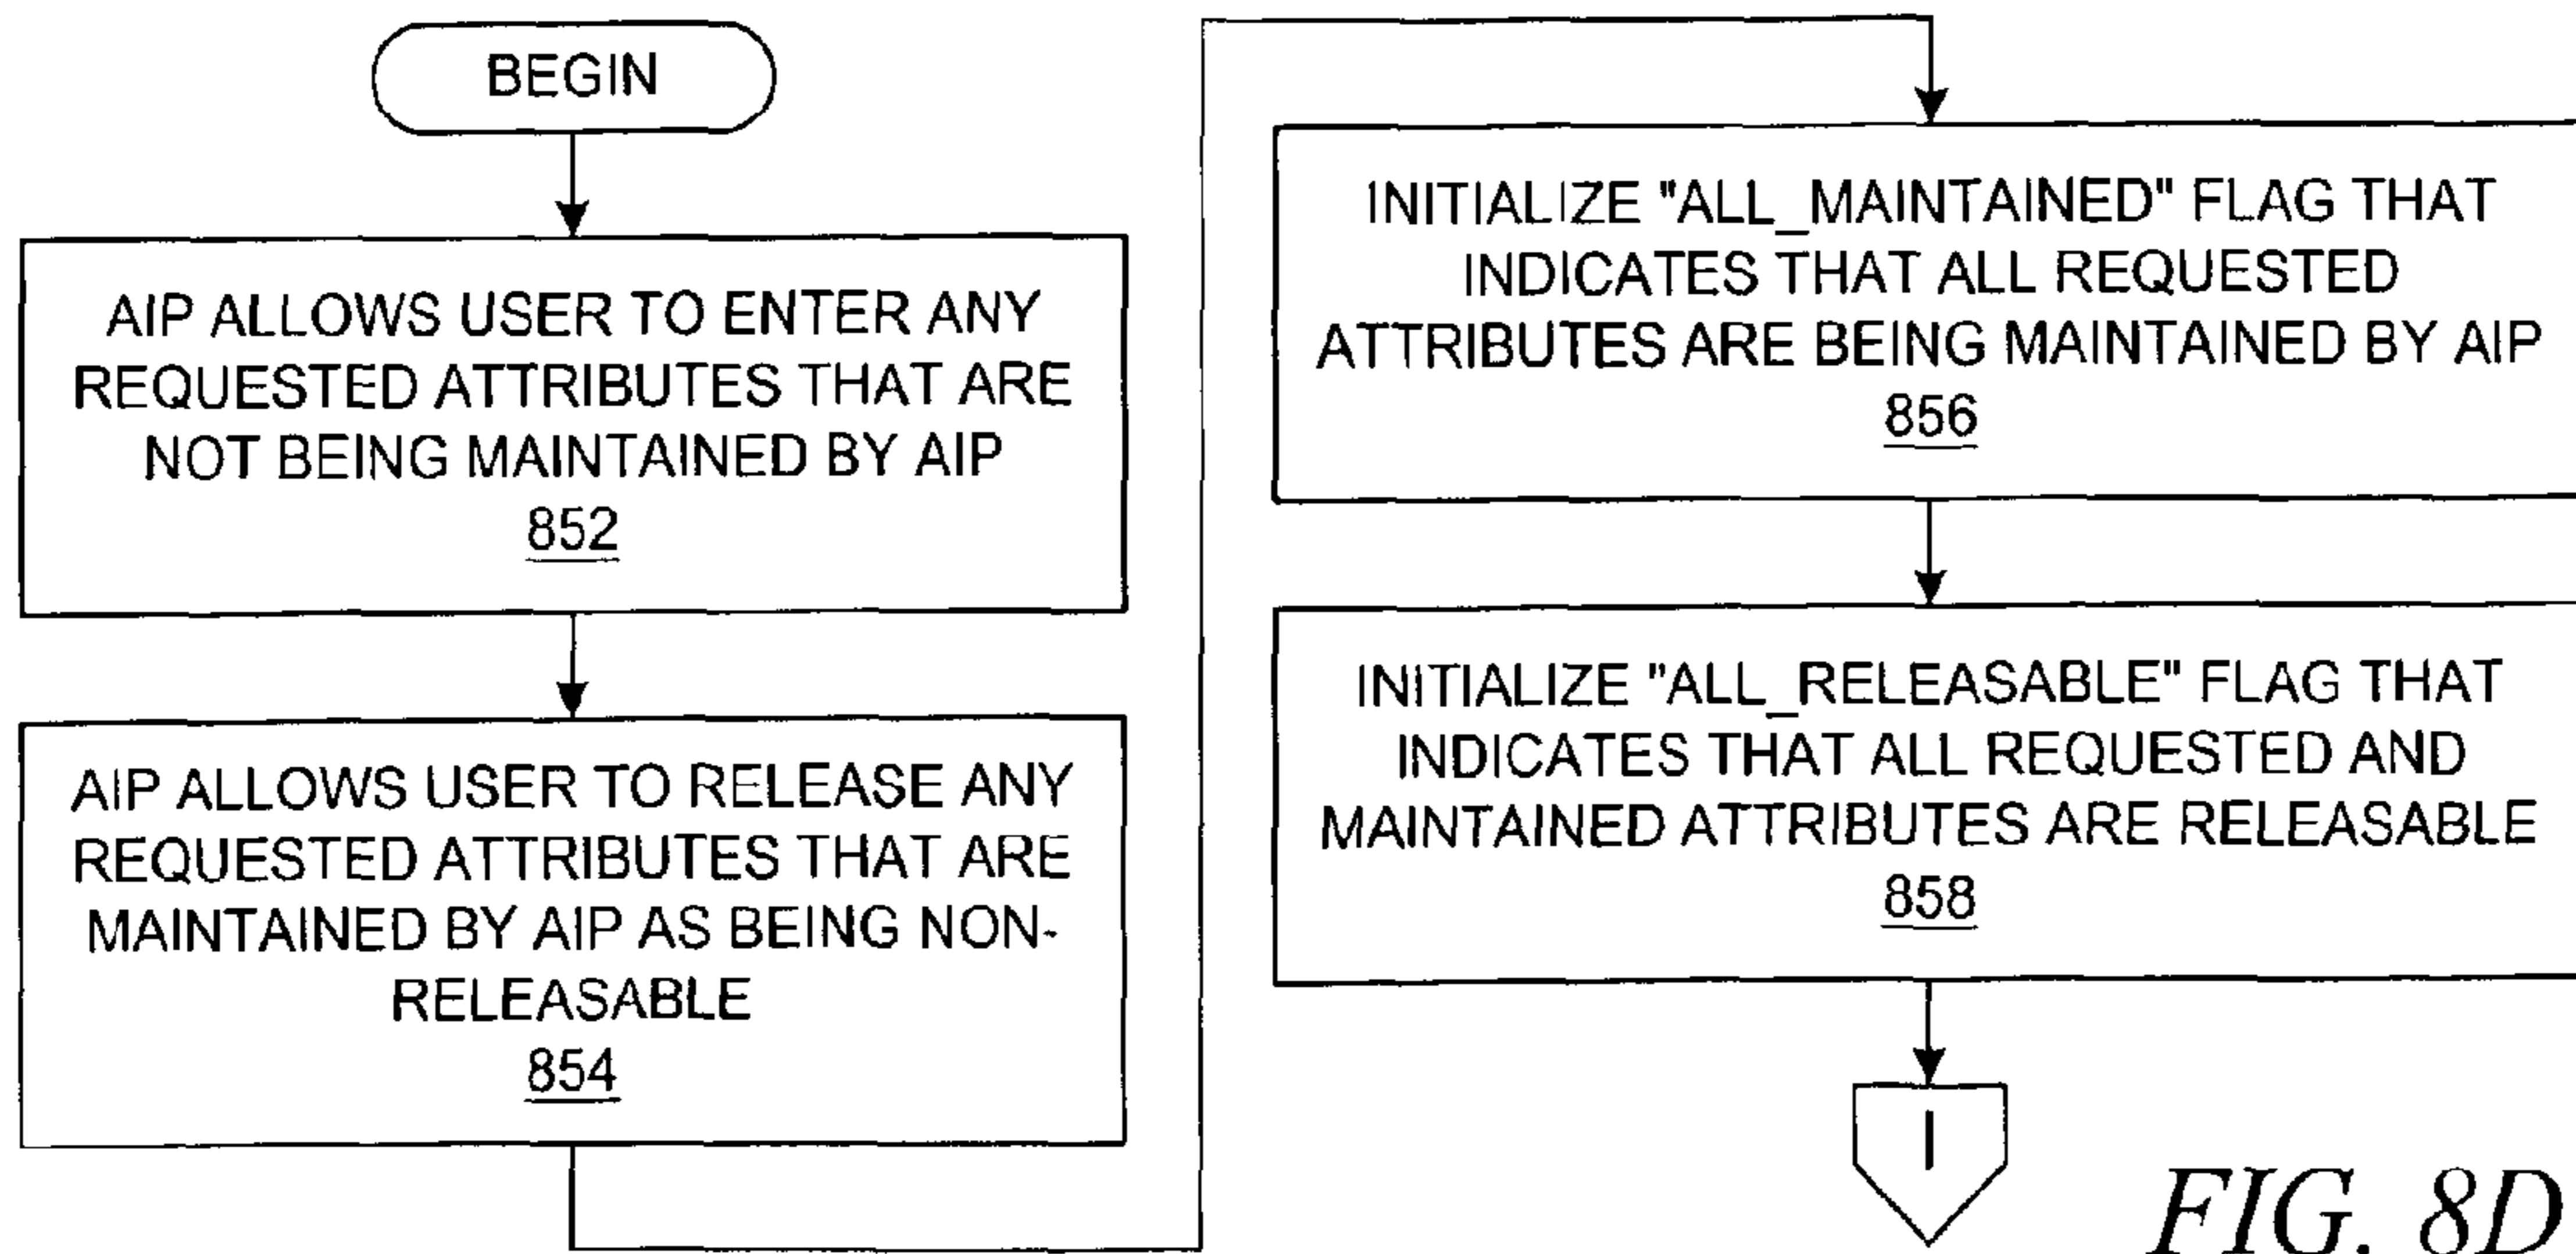 BEGIN
AIP ALLOWS USER TO ENTER ANY
REQUESTED ATTRIBUTES THAT ARE
NOT BEING MAINTAINED BY AIP
852
AIP ALLOWS USER TO RELEASE ANY
REQUESTED ATTRIBUTES THAT ARE
MAINTAINED BY AIP AS BEING NON-
RELEASABLE
854
INITIALIZE "ALL_MAINTAINED" FLAG THAT
INDICATES THAT ALL REQUESTED
ATTRIBUTES ARE BEING MAINTAINED BY AIP
856
INITIALIZE "ALL_RELEASABLE" FLAG THAT
INDICATES THAT ALL REQUESTED AND
MAINTAINED ATTRIBUTES ARE RELEASABLE
858
I
FIG. 8D